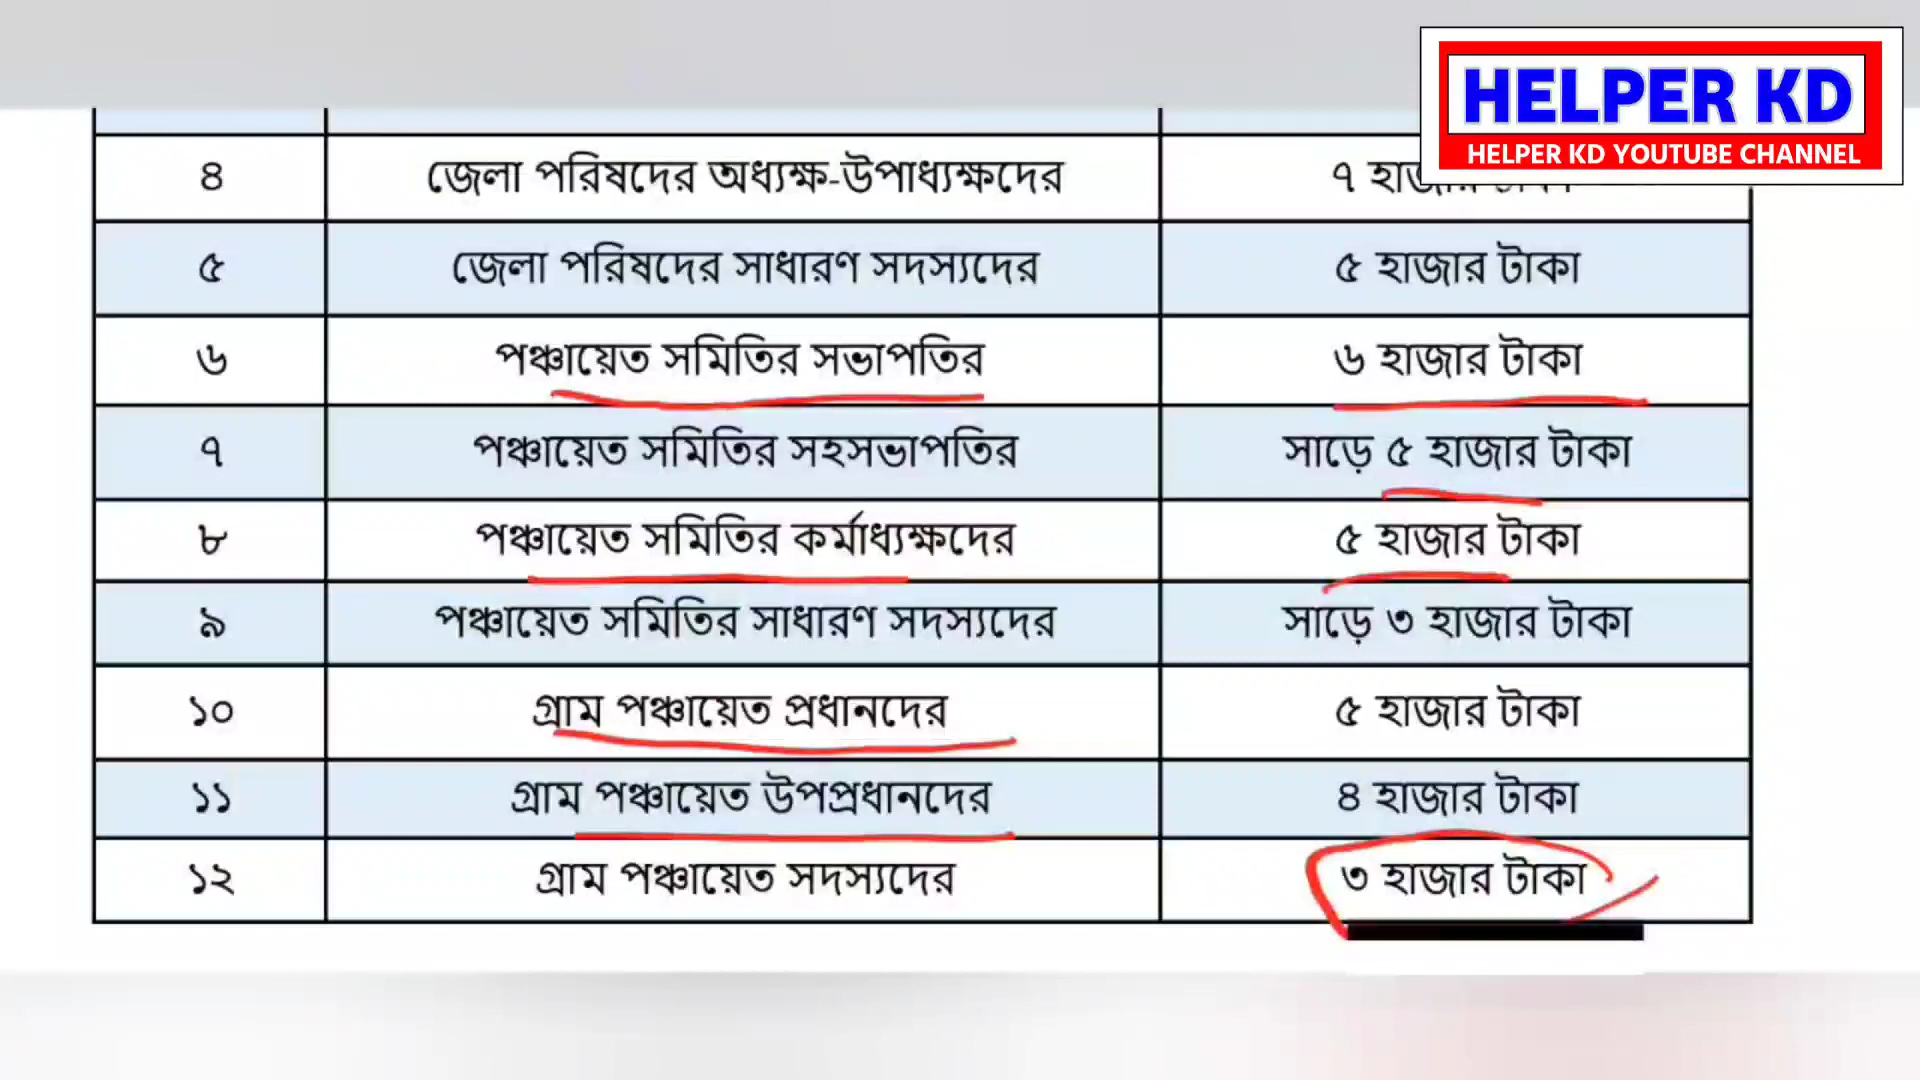 HELPER KD
HELPER KD YOUTUBE CHANNEL
৪ জেলা পরিষদের অধ্যক্ষ-উপাধ্যক্ষদের ৭
৫ জেলা পরিষদের সাধারণ সদস্যদের ৫ হাজার টাকা
৬ পঞ্চায়েত সমিতির সভাপতির ৬ হাজার টাকা
৭ পঞ্চায়েত সমিতির সহসভাপতির সাড়ে ৫ হাজার টাকা
৮ পঞ্চায়েত সমিতির কর্মাধ্যক্ষদের ৫ হাজার টাকা
৯ পঞ্চায়েত সমিতির সাধারণ সদস্যদের সাড়ে ৩ হাজার টাকা
১০ গ্রাম পঞ্চায়েত প্রধানদের ৫ হাজার টাকা
১১ গ্রাম পঞ্চায়েত উপপ্রধানদের ৪ হাজার টাকা
১২ গ্রাম পঞ্চায়েত সদস্যদের ৩ হাজার টাকা